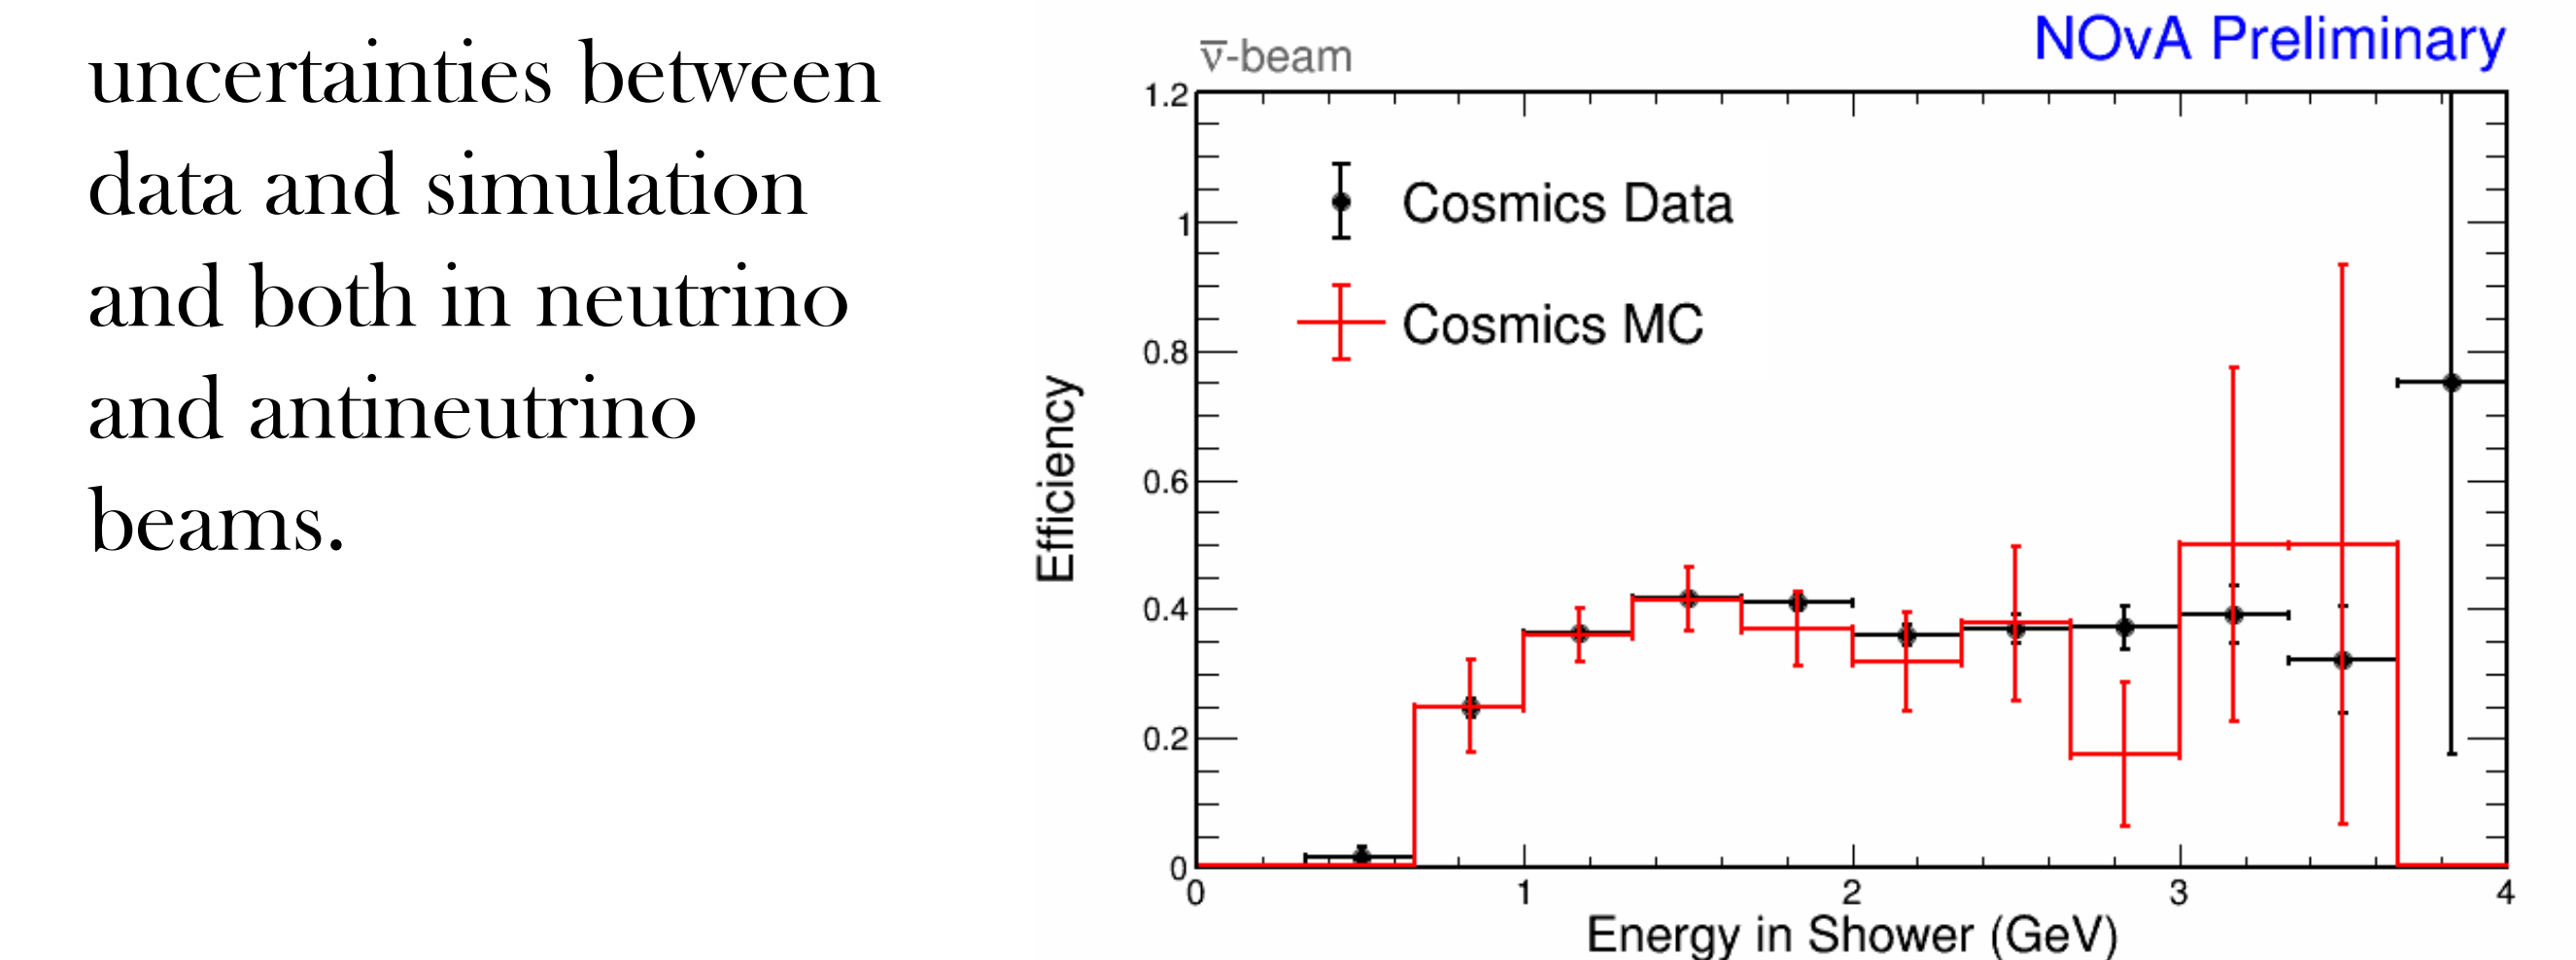 uncertainties between
data and simulation
and both in neutrino
and antineutrino
beams.
ν̅-beam
NOvA Preliminary
1.2
1
0.8
0.6
0.4
0.2
0
Efficiency
Cosmics Data
Cosmics MC
0 1 2 3 4
Energy in Shower (GeV)